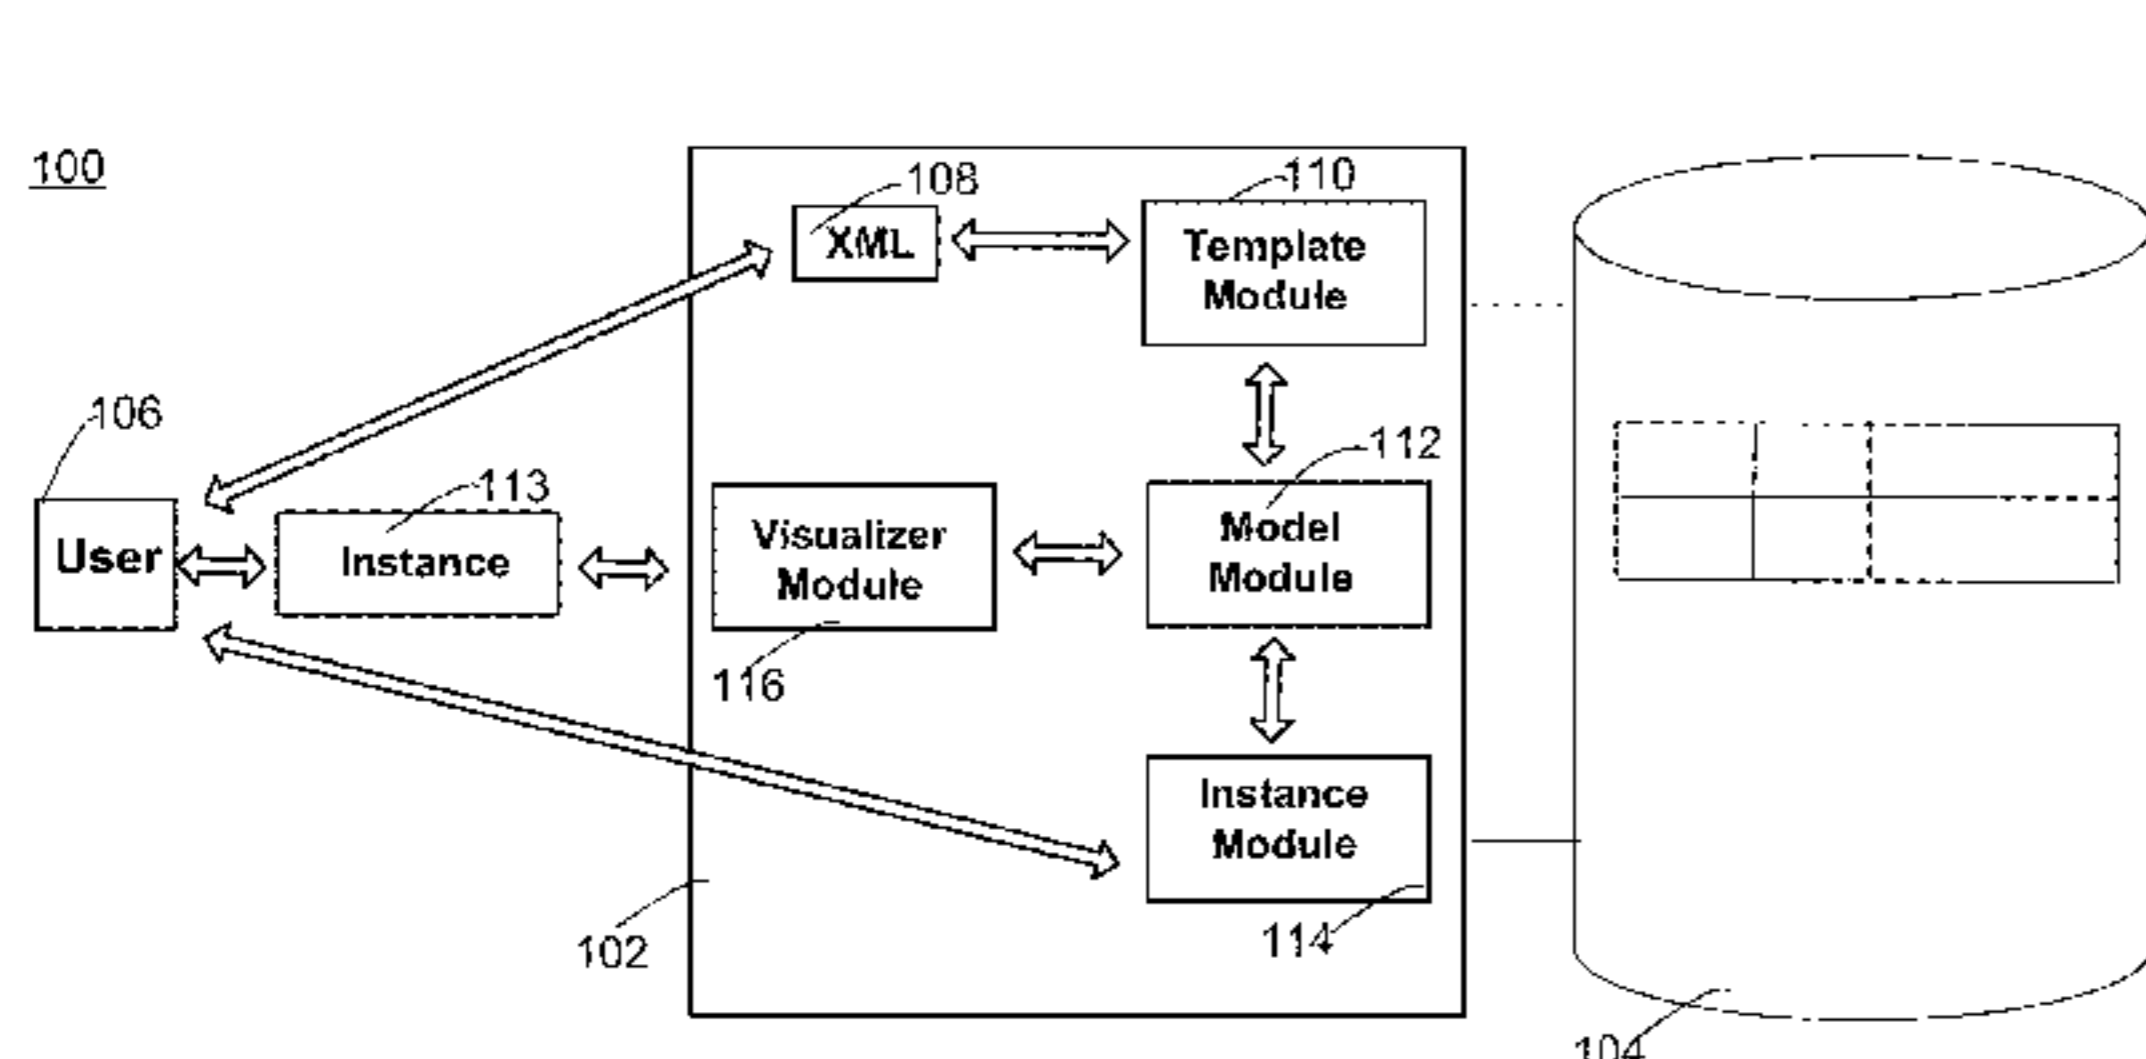 100
108
110
XML
Template
Module
106
112
113
User
Instance
Visualizer
Module
Model
Module
116
Instance
Module
102
114
104